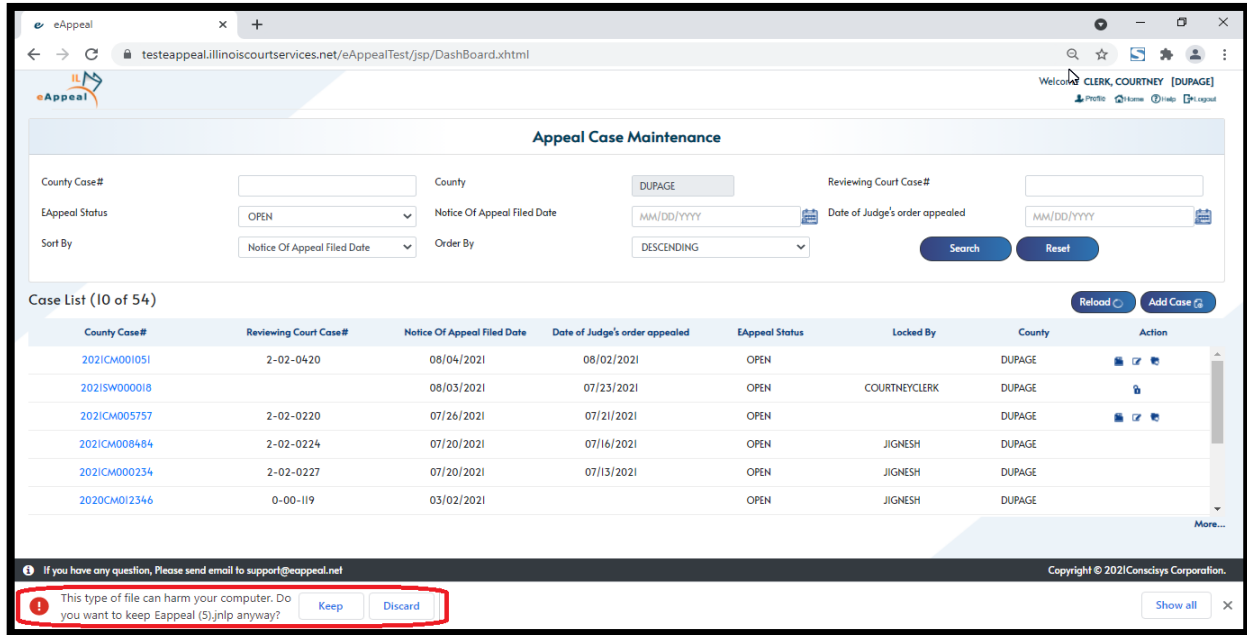 eAppeal
testeappeal.illinoiscourtservices.net/eAppealTest/jsp/DashBoard.xhtml
IL
eAppeal
Welcome CLERK, COURTNEY [DUPAGE]
Profile Home Help Logout
Appeal Case Maintenance
County Case# County DUPAGE Reviewing Court Case#
EAppeal Status OPEN Notice Of Appeal Filed Date MM/DD/YYYY Date of Judge's order appealed MM/DD/YYYY
Sort By Notice Of Appeal Filed Date Order By DESCENDING Search Reset
Case List (10 of 54) Reload Add Case
County Case# Reviewing Court Case# Notice Of Appeal Filed Date Date of Judge's order appealed EAppeal Status Locked By County Action
2021CM001051 2-02-0420 08/04/2021 08/02/2021 OPEN DUPAGE
2021SW000018 08/03/2021 07/23/2021 OPEN COURTNEYCLERK DUPAGE
2021CM005757 2-02-0220 07/26/2021 07/21/2021 OPEN DUPAGE
2021CM008484 2-02-0224 07/20/2021 07/16/2021 OPEN JIGNESH DUPAGE
2021CM000234 2-02-0227 07/20/2021 07/13/2021 OPEN JIGNESH DUPAGE
2020CM012346 0-00-119 03/02/2021 OPEN JIGNESH DUPAGE
More...
If you have any question, Please send email to support@eappeal.net Copyright © 2021Conscisys Corporation.
This type of file can harm your computer. Do
you want to keep Eappeal (5).jnlp anyway? Keep Discard Show all